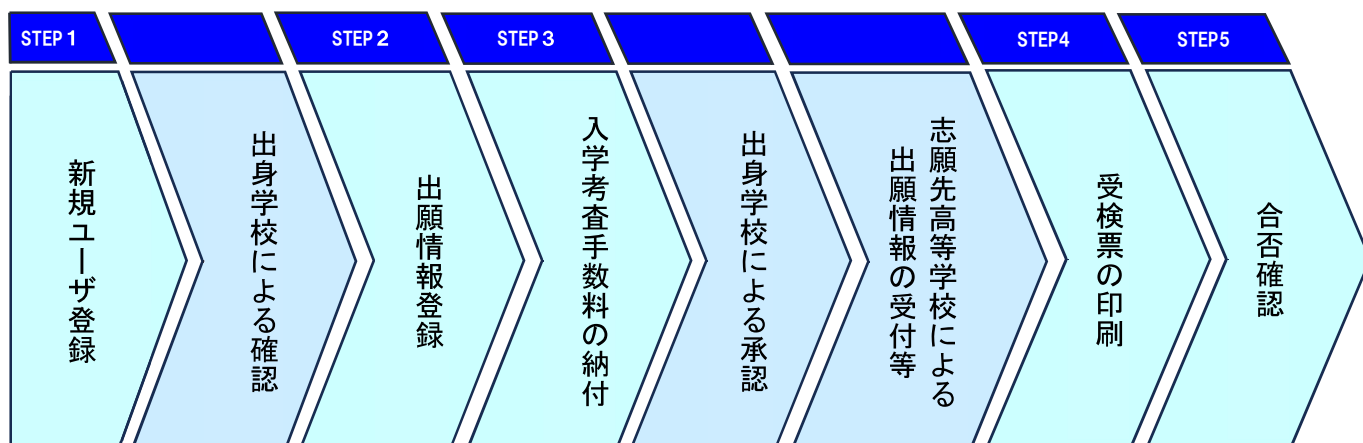 STEP 1
STEP 2
STEP 3
STEP4
STEP5
新規ユーザ登録
出身学校による確認
出願情報登録
入学考査手数料の納付
出身学校による承認
志願先高等学校による
出願情報の受付等
受検票の印刷
合否確認